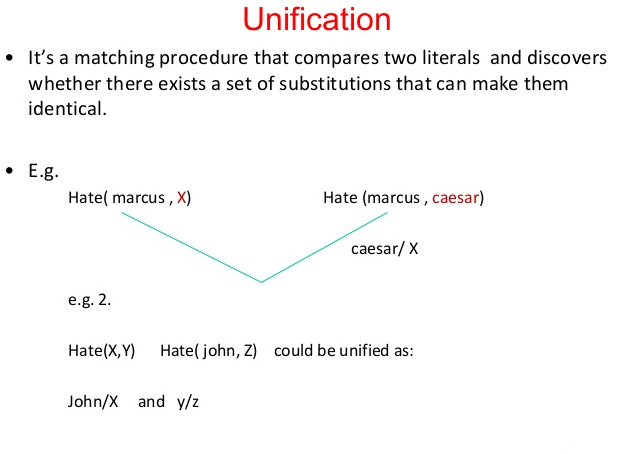 Unification
• It’s a matching procedure that compares two literals and discovers
whether there exists a set of substitutions that can make them
identical.
• E.g.
Hate( marcus , X) Hate (marcus , caesar)
caesar/ X
e.g. 2.
Hate(X,Y) Hate( john, Z) could be unified as:
John/X and y/z